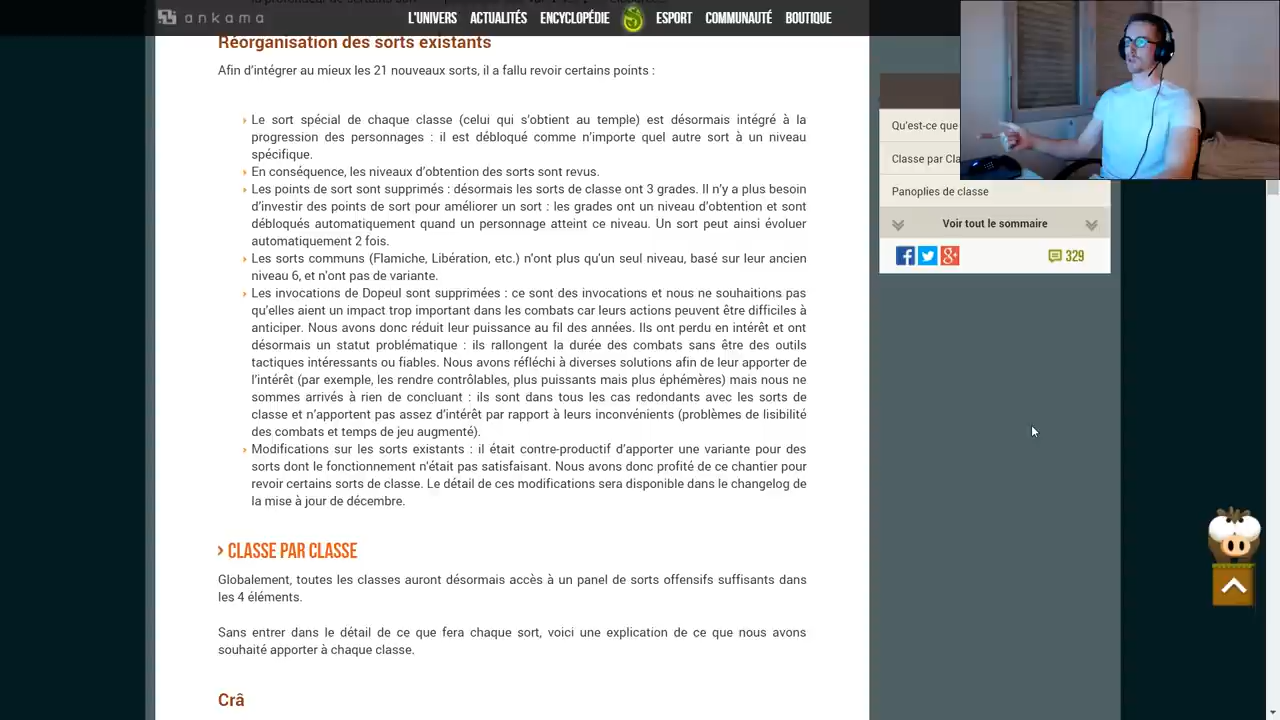 ankama
L'UNIVERS ACTUALITÉS ENCYCLOPÉDIE ESPORT COMMUNAUTÉ BOUTIQUE
Réorganisation des sorts existants
Afin d'intégrer au mieux les 21 nouveaux sorts, il a fallu revoir certains points :
Le sort spécial de chaque classe (celui qui s'obtient au temple) est désormais intégré à la
progression des personnages : il est débloqué comme n'importe quel autre sort à un niveau
spécifique.
En conséquence, les niveaux d'obtention des sorts sont revus.
Les points de sort sont supprimés : désormais les sorts de classe ont 3 grades. Il n'y a plus besoin
d'investir des points de sort pour améliorer un sort : les grades ont un niveau d'obtention et sont
débloqués automatiquement quand un personnage atteint ce niveau. Un sort peut ainsi évoluer
automatiquement 2 fois.
Les sorts communs (Flamiche, Libération, etc.) n'ont plus qu'un seul niveau, basé sur leur ancien
niveau 6, et n'ont pas de variante.
Les invocations de Dopeul sont supprimées : ce sont des invocations et nous ne souhaitions pas
qu'elles aient un impact trop important dans les combats car leurs actions peuvent être difficiles à
anticiper. Nous avons donc réduit leur puissance au fil des années. Ils ont perdu en intérêt et ont
désormais un statut problématique : ils rallongent la durée des combats sans être des outils
tactiques intéressants ou fiables. Nous avons réfléchi à diverses solutions afin de leur apporter de
l'intérêt (par exemple, les rendre contrôlables, plus puissants mais plus éphémères) mais nous ne
sommes arrivés à rien de concluant : ils sont dans tous les cas redondants avec les sorts de
classe et n'apportent pas assez d'intérêt par rapport à leurs inconvénients (problèmes de lisibilité
des combats et temps de jeu augmenté).
Modifications sur les sorts existants : il était contre-productif d'apporter une variante pour des
sorts dont le fonctionnement n'était pas satisfaisant. Nous avons donc profité de ce chantier pour
revoir certains sorts de classe. Le détail de ces modifications sera disponible dans le changelog de
la mise à jour de décembre.
› CLASSE PAR CLASSE
Globalement, toutes les classes auront désormais accès à un panel de sorts offensifs suffisants dans
les 4 éléments.
Sans entrer dans le détail de ce que fera chaque sort, voici une explication de ce que nous avons
souhaité apporter à chaque classe.
Crâ
Qu'est-ce que
Classe par Cla
Panoplies de classe
Voir tout le sommaire
329